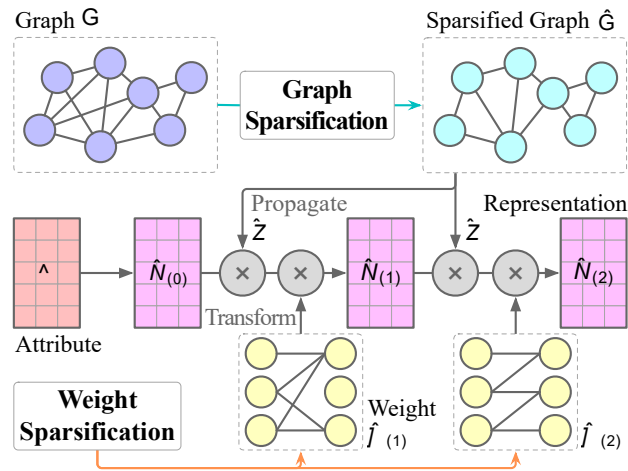 Graph G
Sparsified Graph Ĝ
Graph
Sparsification
Propagate
Representation
Ẑ
Ẑ
^
N̂(0)
×
×
N̂(1)
×
×
N̂(2)
Transform
Attribute
Weight
Sparsification
Weight
Ĵ (1)
Ĵ (2)